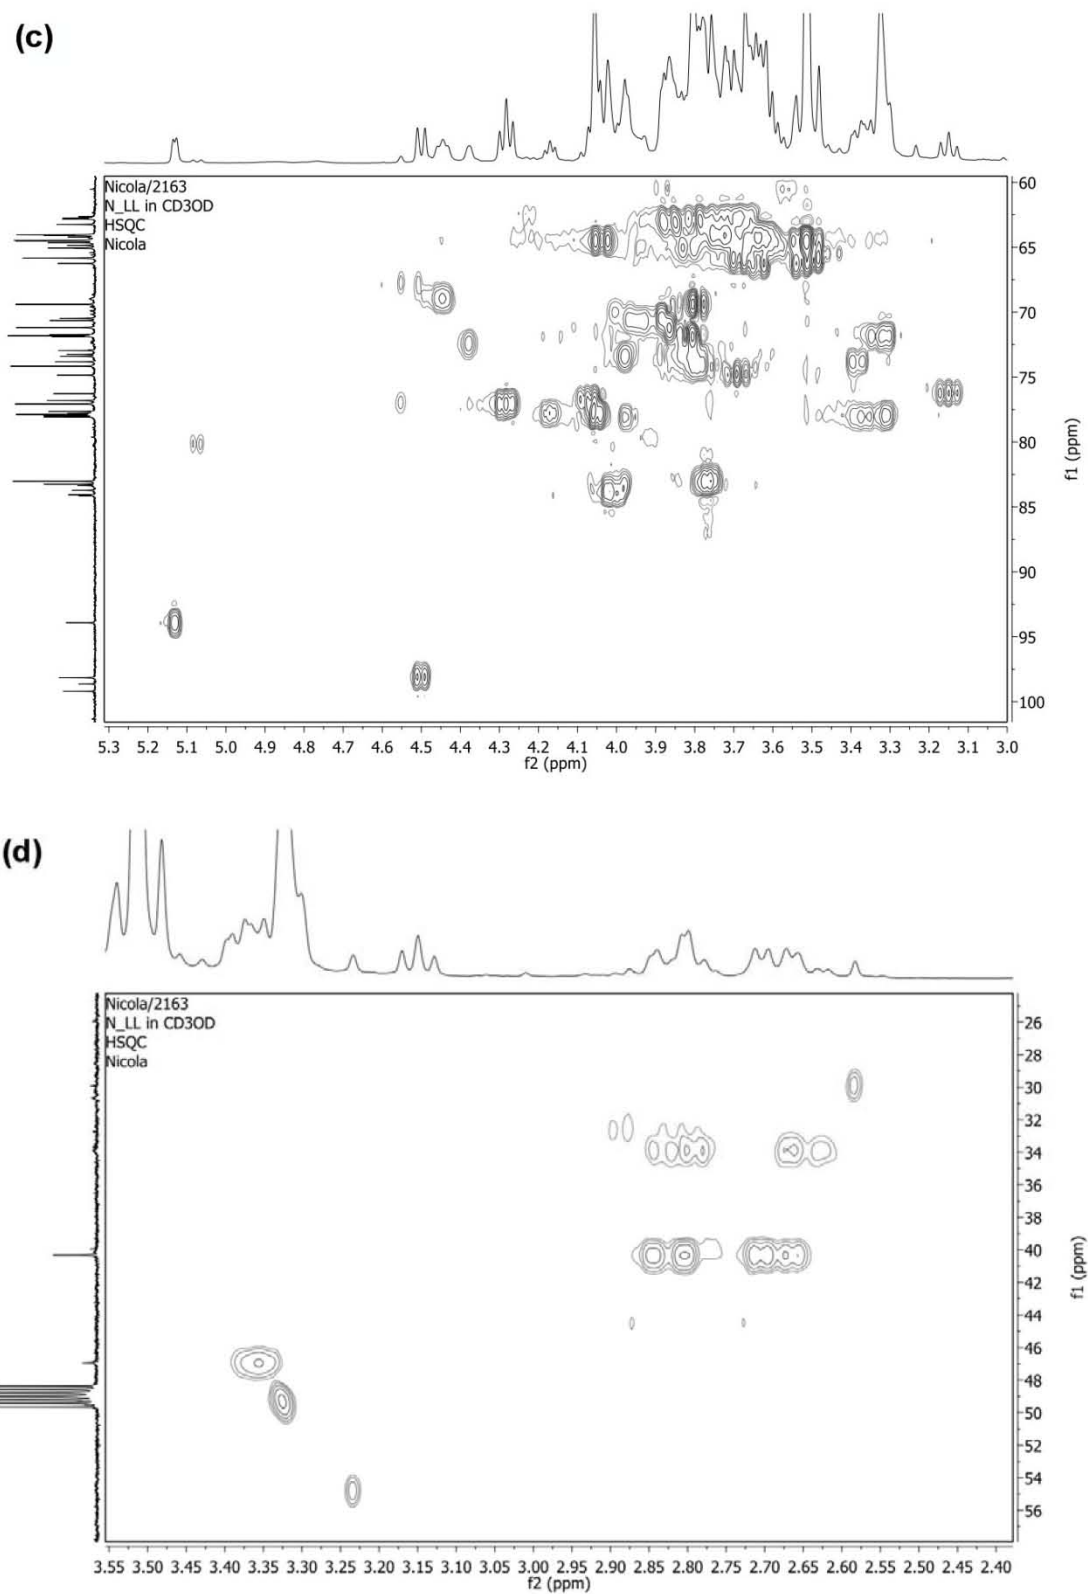 (c)
Nicola/2163
N_LL in CD3OD
HSQC
Nicola
60
65
70
75
80
85
90
95
100
f1 (ppm)
5.3 5.2 5.1 5.0 4.9 4.8 4.7 4.6 4.5 4.4 4.3 4.2 4.1 4.0 3.9 3.8 3.7 3.6 3.5 3.4 3.3 3.2 3.1 3.0
f2 (ppm)
(d)
Nicola/2163
N_LL in CD3OD
HSQC
Nicola
26
28
30
32
34
36
38
40
42
44
46
48
50
52
54
56
f1 (ppm)
3.55 3.50 3.45 3.40 3.35 3.30 3.25 3.20 3.15 3.10 3.05 3.00 2.95 2.90 2.85 2.80 2.75 2.70 2.65 2.60 2.55 2.50 2.45 2.40
f2 (ppm)